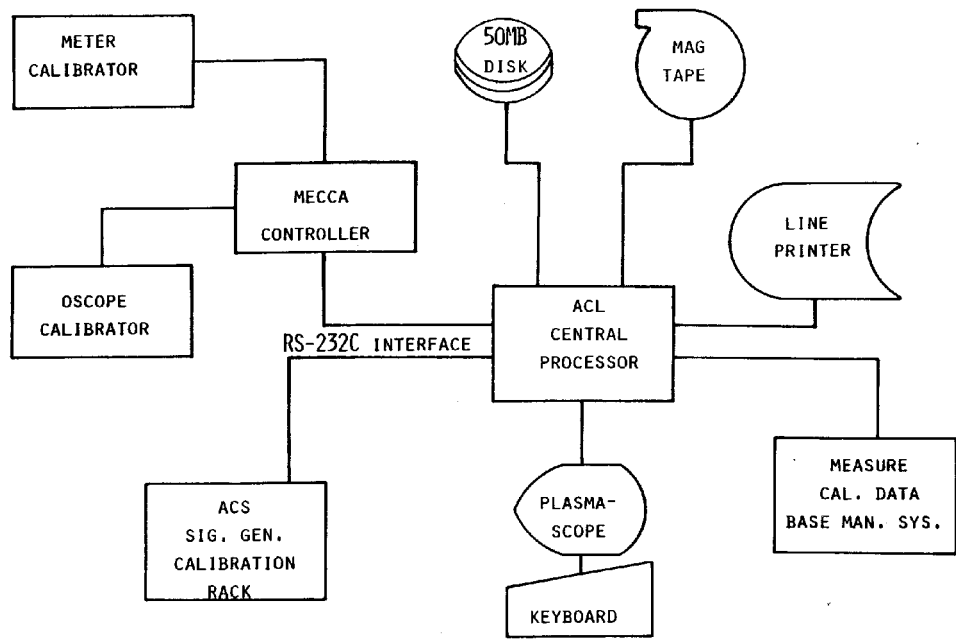 METER
CALIBRATOR
50MB
DISK
MAG
TAPE
MECCA
CONTROLLER
LINE
PRINTER
OSCOPE
CALIBRATOR
ACL
CENTRAL
PROCESSOR
RS-232C INTERFACE
MEASURE
CAL. DATA
BASE MAN. SYS.
ACS
SIG. GEN.
CALIBRATION
RACK
PLASMA-
SCOPE
KEYBOARD